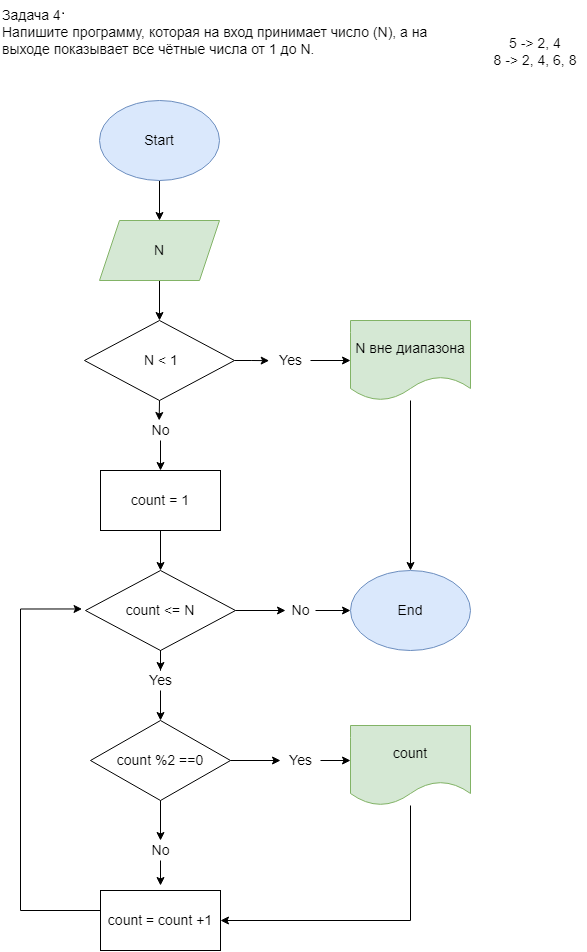 Задача 4·
Напишите программу, которая на вход принимает число (N), а на
выходе показывает все чётные числа от 1 до N.
5 -> 2, 4
8 -> 2, 4, 6, 8
Start
N
N < 1
Yes
N вне диапазона
No
count = 1
count <= N
No
End
Yes
count %2 ==0
Yes
count
No
count = count +1